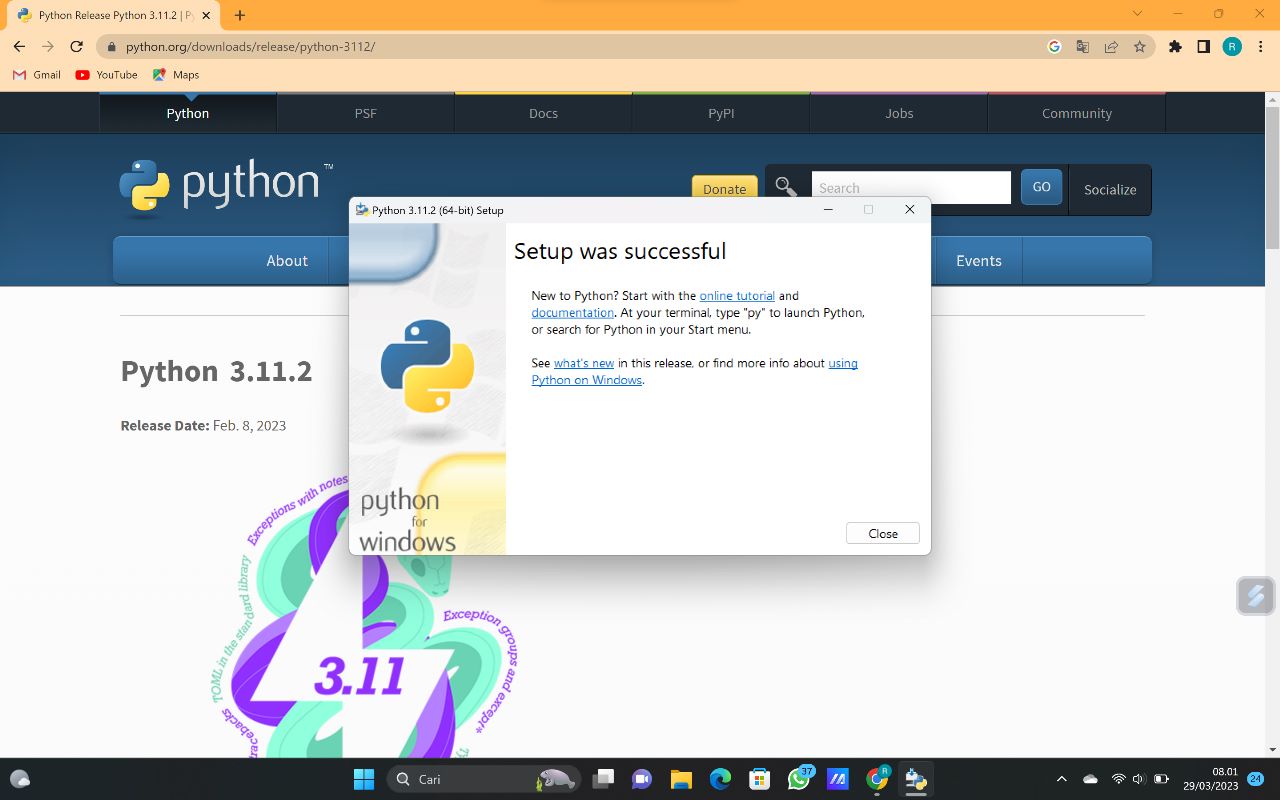 Python Release Python 3.11.2 | Py
python.org/downloads/release/python-3112/
R
Gmail
YouTube
Maps
Python
PSF
Docs
PyPI
Jobs
Community
python™
Donate
Search
GO
Socialize
About
Events
Python 3.11.2 (64-bit) Setup
Setup was successful
New to Python? Start with the online tutorial and
documentation. At your terminal, type "py" to launch Python,
or search for Python in your Start menu.
See what's new in this release, or find more info about using
Python on Windows.
python
for
windows
Close
Python 3.11.2
Release Date: Feb. 8, 2023
Exceptions with notes
TOML in the standard library
Exception groups and except*
3.11
Cari
37
R
08.01
29/03/2023
24